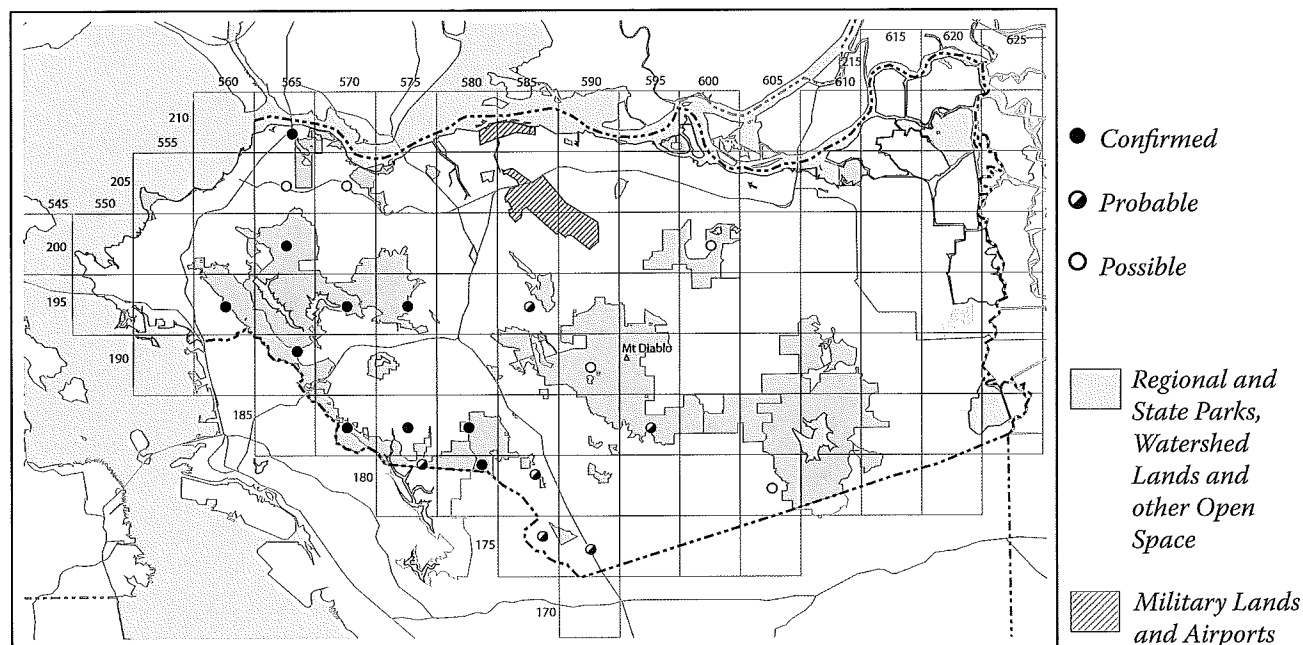 615
620
625
560
565
570
575
580
585
590
595
600
605
215
610
210
555
205
545
550
200
195
190
Mt Diablo
185
180
175
170
Confirmed
Probable
Possible
Regional and
State Parks,
Watershed
Lands and
other Open
Space
Military Lands
and Airports